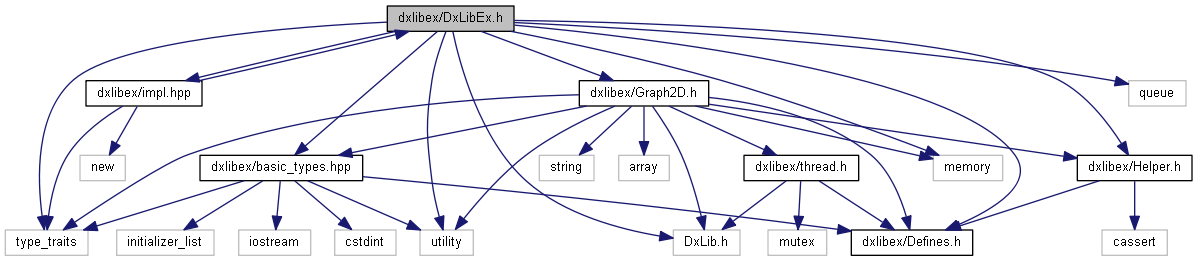 dxlibex/DxLibEx.h
dxlibex/impl.hpp
dxlibex/Graph2D.h
queue
new
dxlibex/basic_types.hpp
string
array
dxlibex/thread.h
memory
dxlibex/Helper.h
type_traits
initializer_list
iostream
cstdint
utility
DxLib.h
mutex
dxlibex/Defines.h
cassert